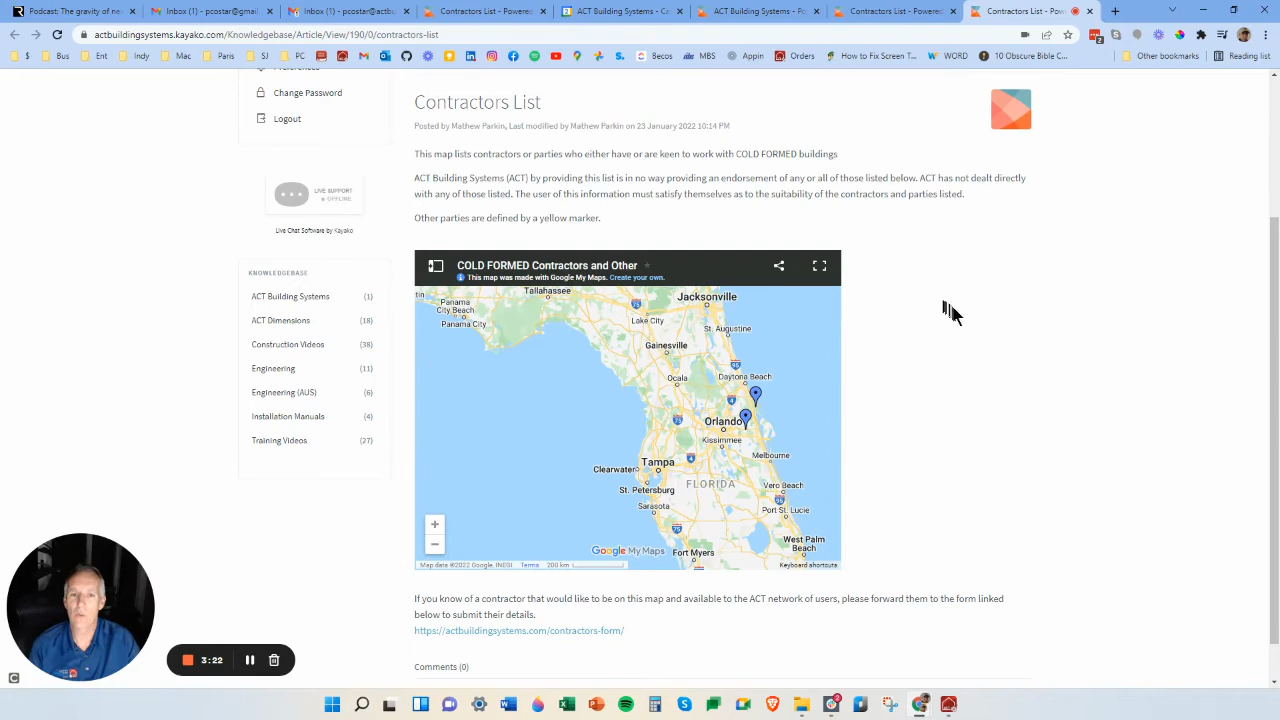 Podcast: The gravity of ne
Inbox (1) - pcostar@gmail
Inbox (1) - pcostar@gm
Contractors List - Powered
ACT Building Systems - Ca
ACT Building Systems - Po
Contractors List - Powered
Contractors List - Po
actbuildingsystems.kayako.com/Knowledgebase/Article/View/190/0/contractors-list
S
Bus
Ent
Indy
Mac
Paris
SJ
PC
S..
Becos
MBS
Appin
Orders
How to Fix Screen T...
WORD
10 Obscure Bible C...
Other bookmarks
Reading list
Change Password
Logout
LIVE SUPPORT
OFFLINE
Live Chat Software by Kayako
KNOWLEDGEBASE
ACT Building Systems (1)
ACT Dimensions (18)
Construction Videos (38)
Engineering (11)
Engineering (AUS) (6)
Installation Manuals (4)
Training Videos (27)
Contractors List
Posted by Mathew Parkin, Last modified by Mathew Parkin on 23 January 2022 10:14 PM
This map lists contractors or parties who either have or are keen to work with COLD FORMED buildings
ACT Building Systems (ACT) by providing this list is in no way providing an endorsement of any or all of those listed below. ACT has not dealt directly
with any of those listed. The user of this information must satisfy themselves as to the suitability of the contractors and parties listed.
Other parties are defined by a yellow marker.
COLD FORMED Contractors and Other
This map was made with Google My Maps. Create your own.
Tallahassee
Jacksonville
Panama
City Beach
Panama City
Lake City
St. Augustine
Gainesville
Ocala
Daytona Beach
Orlando
Kissimmee
Melbourne
Clearwater
Tampa
St. Petersburg
FLORIDA
Vero Beach
Sarasota
Port St. Lucie
West Palm
Beach
Fort Myers
Google My Maps
Map data ©2022 Google, INEGI Terms 200 km
Keyboard shortcuts
If you know of a contractor that would like to be on this map and available to the ACT network of users, please forward them to the form linked
below to submit their details.
https://actbuildingsystems.com/contractors-form/
Comments (0)
3:22